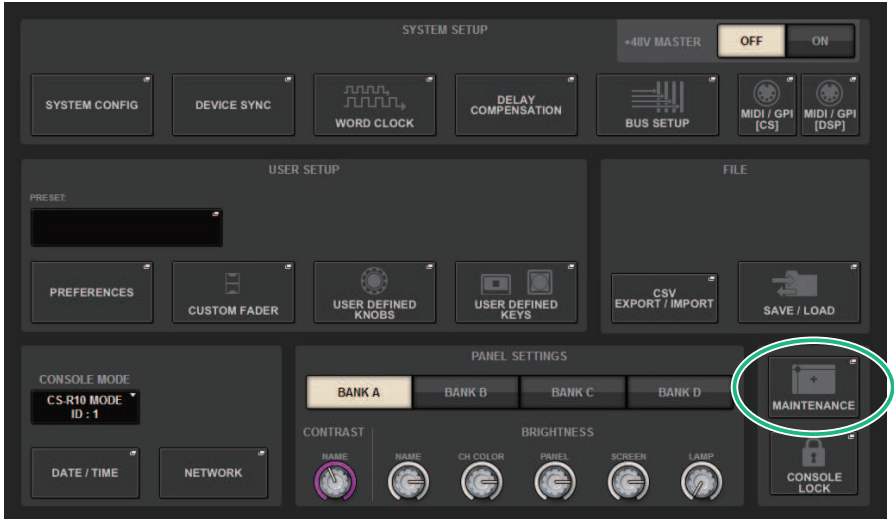 SYSTEM SETUP
+48V MASTER
OFF
ON
SYSTEM CONFIG
DEVICE SYNC
WORD CLOCK
DELAY
COMPENSATION
BUS SETUP
MIDI / GPI
[CS]
MIDI / GPI
[DSP]
USER SETUP
PRESET:
PREFERENCES
CUSTOM FADER
USER DEFINED
KNOBS
USER DEFINED
KEYS
FILE
CSV
EXPORT / IMPORT
SAVE / LOAD
CONSOLE MODE
CS-R10 MODE
ID : 1
DATE / TIME
NETWORK
PANEL SETTINGS
BANK A
BANK B
BANK C
BANK D
CONTRAST
BRIGHTNESS
NAME
NAME
CH COLOR
PANEL
SCREEN
LAMP
MAINTENANCE
CONSOLE
LOCK